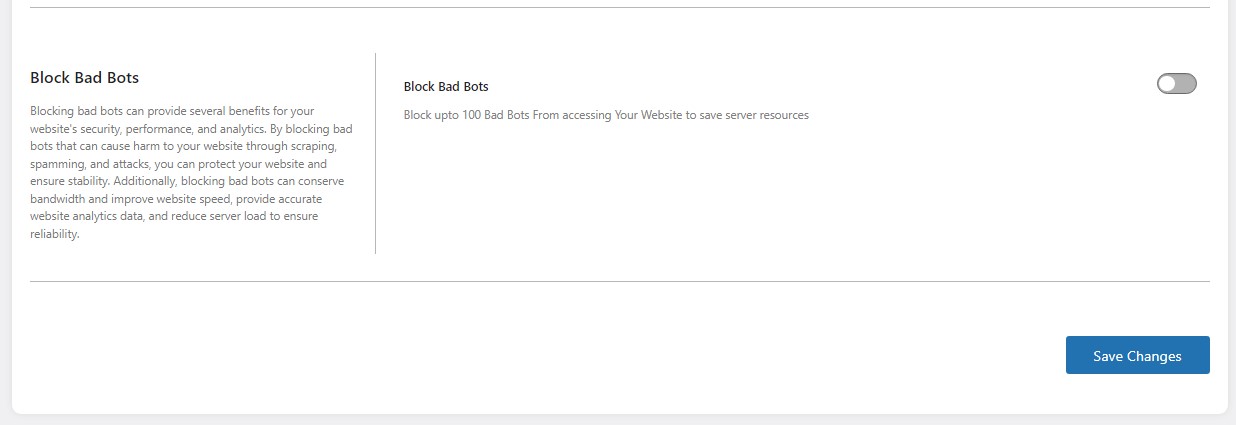 Block Bad Bots
Blocking bad bots can provide several benefits for your
website's security, performance, and analytics. By blocking bad
bots that can cause harm to your website through scraping,
spamming, and attacks, you can protect your website and
ensure stability. Additionally, blocking bad bots can conserve
bandwidth and improve website speed, provide accurate
website analytics data, and reduce server load to ensure
reliability.
Block Bad Bots
Block upto 100 Bad Bots From accessing Your Website to save server resources
Save Changes